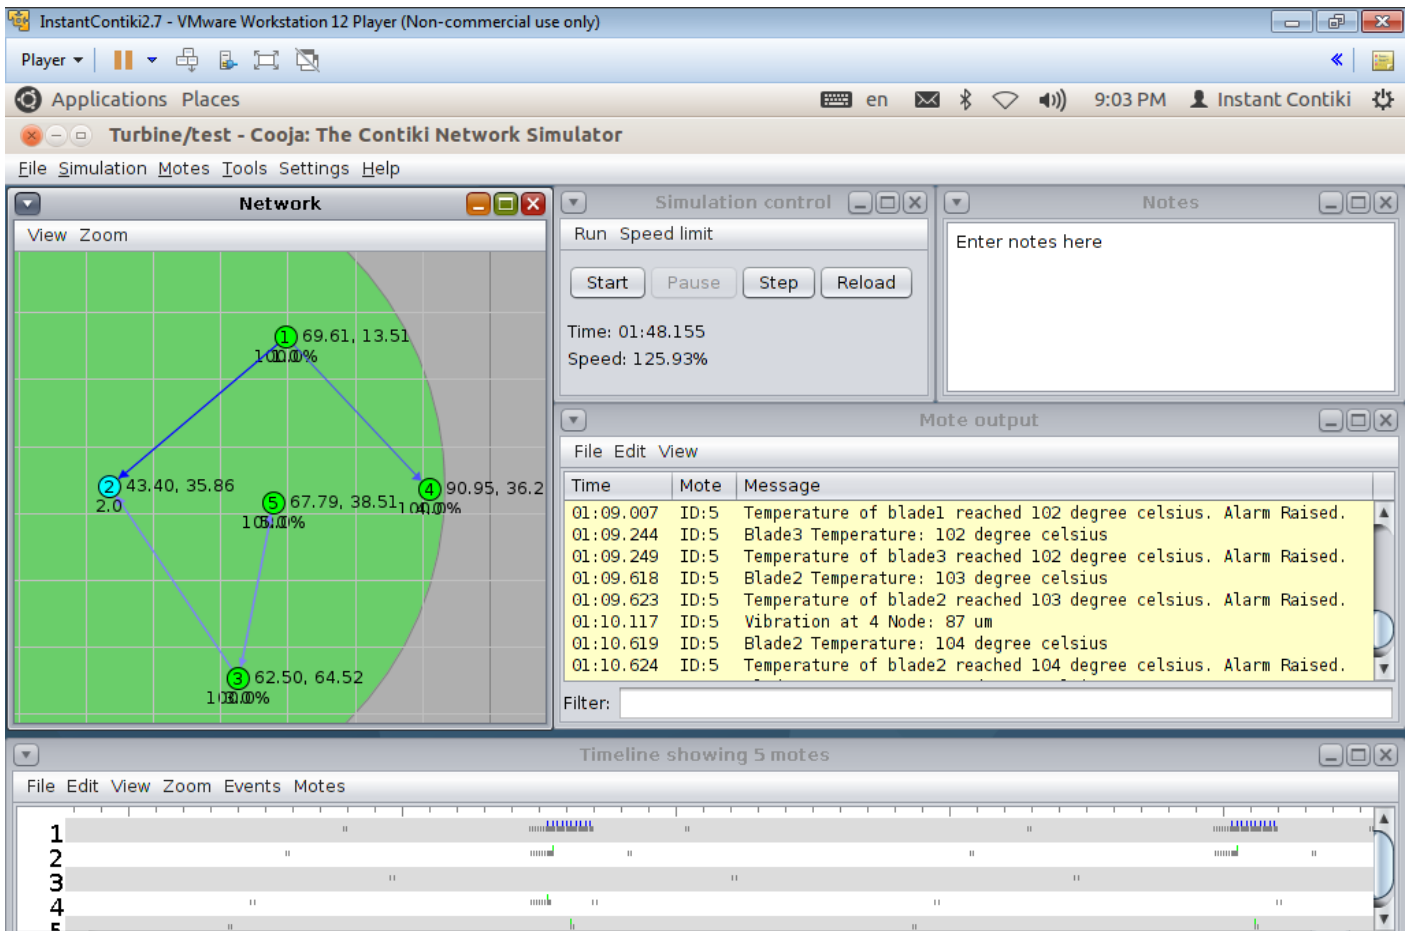 InstantContiki2.7 - VMware Workstation 12 Player (Non-commercial use only)
Player
Applications Places en 9:03 PM Instant Contiki
Turbine/test - Cooja: The Contiki Network Simulator
File Simulation Motes Tools Settings Help
Network
View Zoom
1 69.61, 13.51
2 43.40, 35.86
2.0
5 67.79, 38.51
4 90.95, 36.2
3 62.50, 64.52
Simulation control
Run Speed limit
Start Pause Step Reload
Time: 01:48.155
Speed: 125.93%
Notes
Enter notes here
Mote output
File Edit View
Time Mote Message
01:09.007 ID:5 Temperature of blade1 reached 102 degree celsius. Alarm Raised.
01:09.244 ID:5 Blade3 Temperature: 102 degree celsius
01:09.249 ID:5 Temperature of blade3 reached 102 degree celsius. Alarm Raised.
01:09.618 ID:5 Blade2 Temperature: 103 degree celsius
01:09.623 ID:5 Temperature of blade2 reached 103 degree celsius. Alarm Raised.
01:10.117 ID:5 Vibration at 4 Node: 87 um
01:10.619 ID:5 Blade2 Temperature: 104 degree celsius
01:10.624 ID:5 Temperature of blade2 reached 104 degree celsius. Alarm Raised.
Filter:
Timeline showing 5 motes
File Edit View Zoom Events Motes
1
2
3
4
5